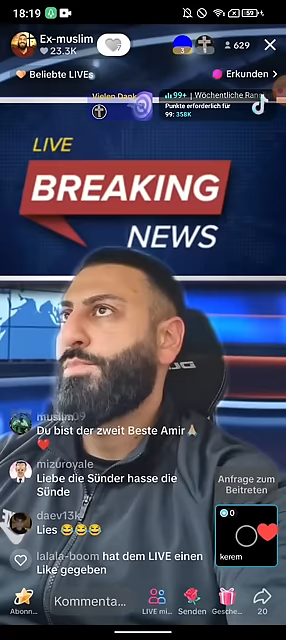 18:19
59
Ex-muslim
23.3K
629
Beliebte LIVEs
Erkunden >
Vielen Dank
99+ | Wöchentliche Ran
Punkte erforderlich für
99: 358K
LIVE
BREAKING
NEWS
Du bist der zweit Beste Amir 🙏
❤️
mizuroyale
Liebe die Sünder hasse die
Sünde
Anfrage zum
Beitreten
daev13k
Lies 😂😂😂
0
kerem
lalala-boom hat dem LIVE einen
Like gegeben
Kommenta...
20
Abonn...
LIVE mi...
Senden
Gesche...